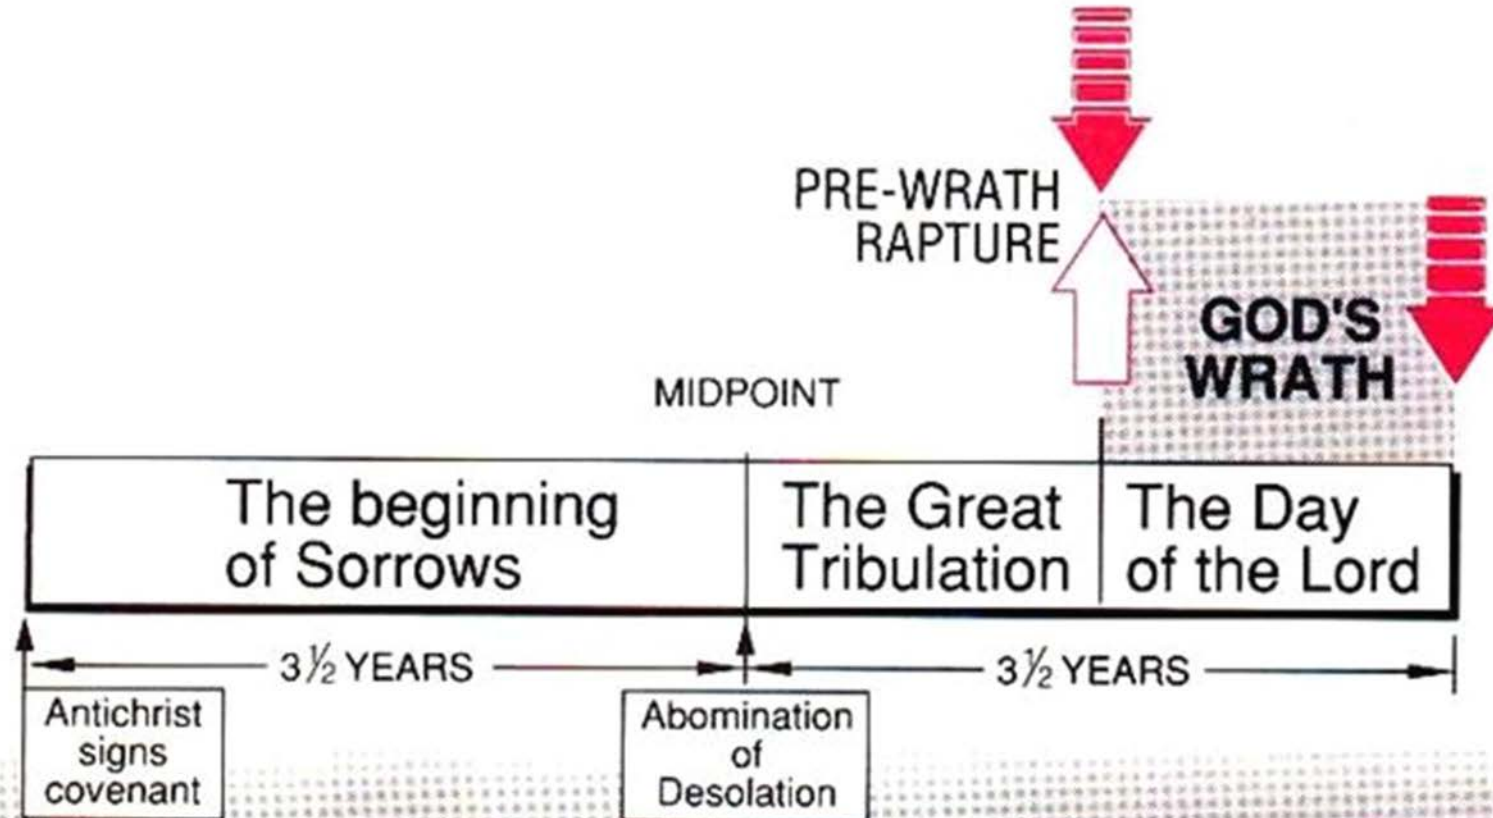 PRE-WRATH
RAPTURE
GOD'S
WRATH
MIDPOINT
The beginning
of Sorrows
The Great
Tribulation
The Day
of the Lord
3½ YEARS
3½ YEARS
Antichrist
signs
covenant
Abomination
of
Desolation